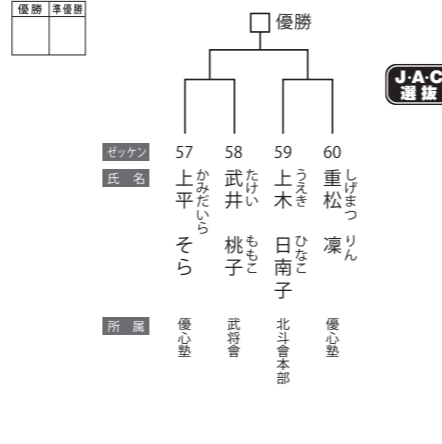 優勝 準優勝
優勝
J·A·C
選抜
ゼッケン 57 58 59 60
氏 名
上平 そら
かみだいら
武井 桃子
たけい ももこ
上木 日南子
うえき ひなこ
重松 凜
しげまつ りん
所 属
優心塾
武将會
北斗會本部
優心塾